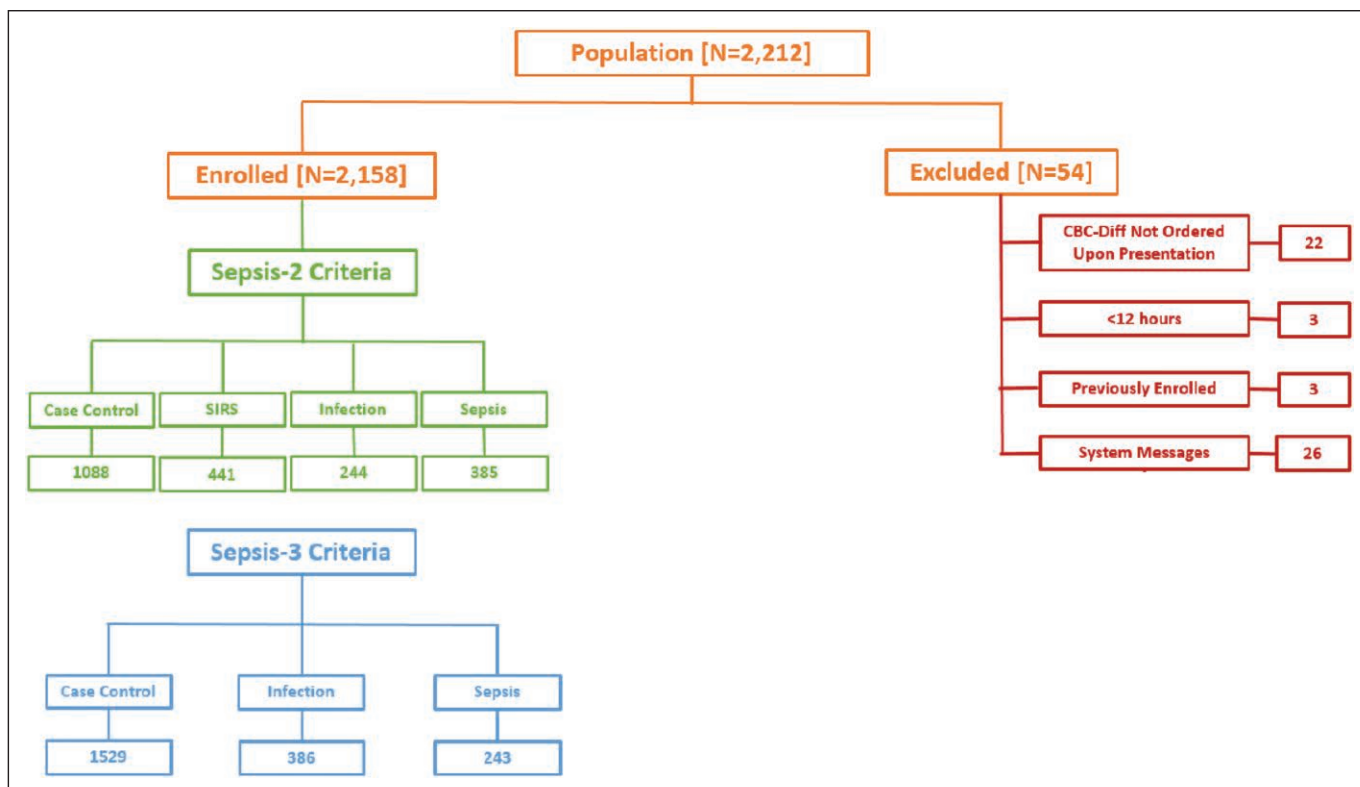 Population [N=2,212]
Enrolled [N=2,158]
Excluded [N=54]
CBC-Diff Not Ordered
Upon Presentation
22
<12 hours
3
Previously Enrolled
3
System Messages
26
Sepsis-2 Criteria
Case Control
SIRS
Infection
Sepsis
1088
441
244
385
Sepsis-3 Criteria
Case Control
Infection
Sepsis
1529
386
243